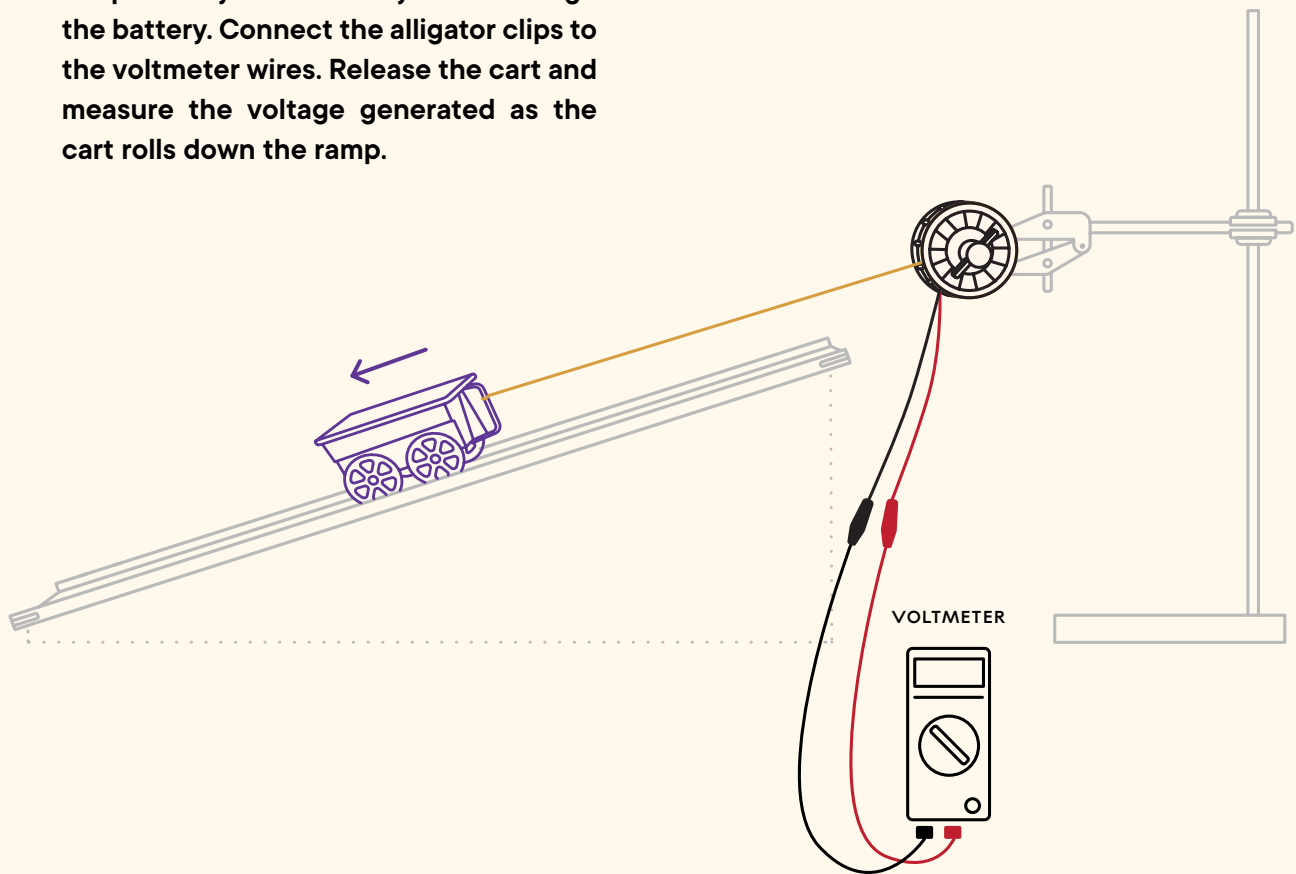 the battery. Connect the alligator clips to
the voltmeter wires. Release the cart and
measure the voltage generated as the
cart rolls down the ramp.
VOLTMETER